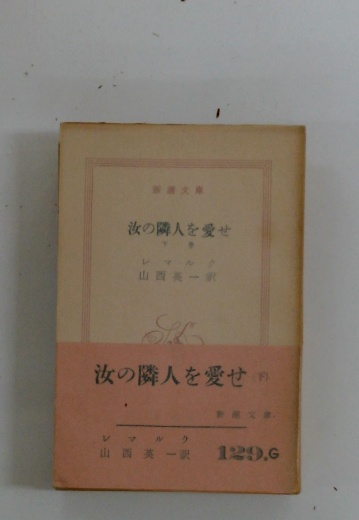 新潮文庫
汝の隣人を愛せ
下巻
レマルク
山西英一訳
汝の隣人を愛せ(下)
新潮文庫
レマルク
山西英一訳 129.G